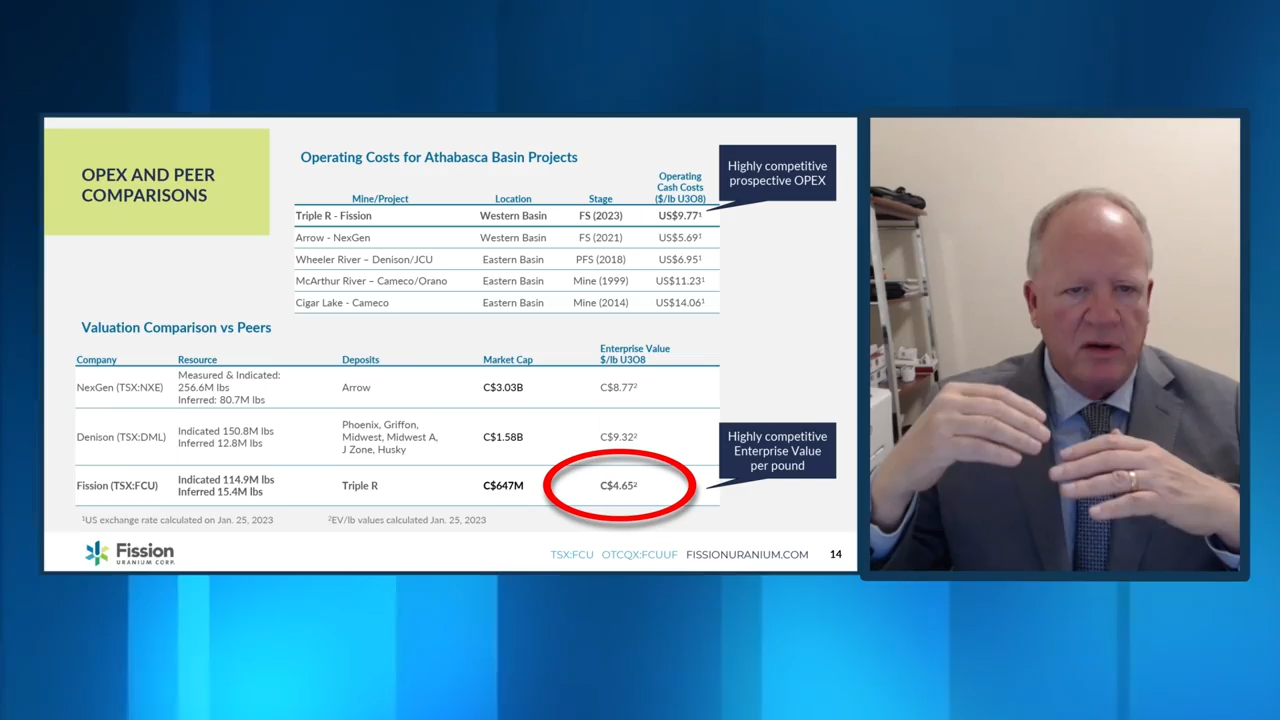 OPEX AND PEER
COMPARISONS
Operating Costs for Athabasca Basin Projects
Mine/Project Location Stage Operating Cash Costs ($/lb U3O8)
Triple R - Fission Western Basin FS (2023) US$9.77¹
Arrow - NexGen Western Basin FS (2021) US$5.69¹
Wheeler River – Denison/JCU Eastern Basin PFS (2018) US$6.95¹
McArthur River – Cameco/Orano Eastern Basin Mine (1999) US$11.23¹
Cigar Lake - Cameco Eastern Basin Mine (2014) US$14.06¹
Highly competitive
prospective OPEX
Valuation Comparison vs Peers
Company Resource Deposits Market Cap Enterprise Value $/lb U3O8
NexGen (TSX:NXE) Measured & Indicated: 256.6M lbs Inferred: 80.7M lbs Arrow C$3.03B C$8.77²
Denison (TSX:DML) Indicated 150.8M lbs Inferred 12.8M lbs Phoenix, Griffon, Midwest, Midwest A, J Zone, Husky C$1.58B C$9.32²
Fission (TSX:FCU) Indicated 114.9M lbs Inferred 15.4M lbs Triple R C$647M C$4.65²
Highly competitive
Enterprise Value
per pound
¹US exchange rate calculated on Jan. 25, 2023 ²EV/lb values calculated Jan. 25, 2023
Fission
URANIUM CORP.
TSX:FCU OTCQX:FCUUF FISSIONURANIUM.COM 14